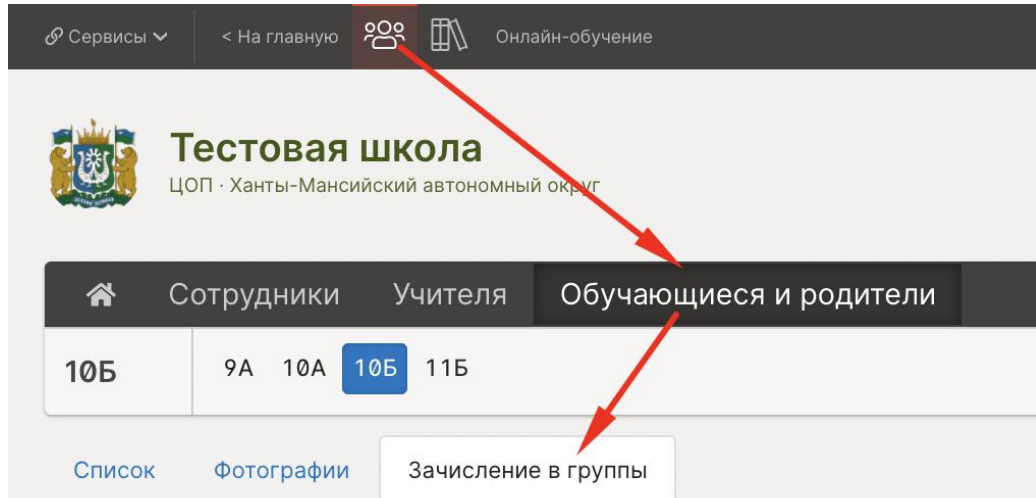 Сервисы
< На главную
Онлайн-обучение
Тестовая школа
ЦОП · Ханты-Мансийский автономный округ
Сотрудники Учителя Обучающиеся и родители
10Б 9А 10А 10Б 11Б
Список Фотографии Зачисление в группы